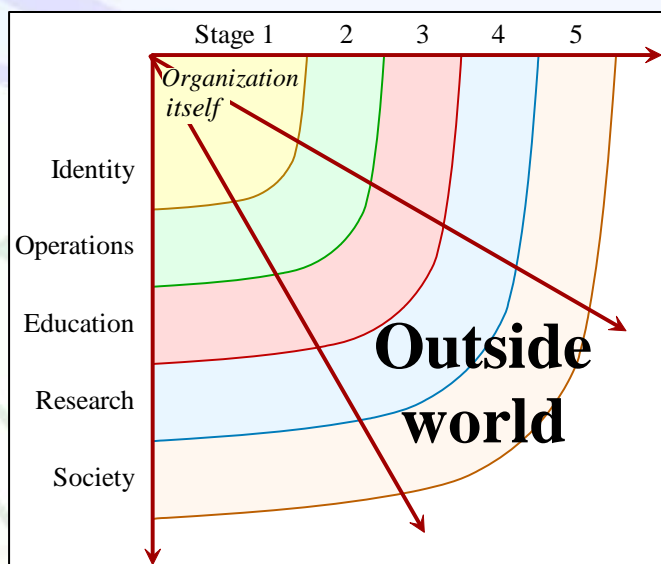 Stage 1 2 3 4 5
Organization
itself
Identity
Operations
Education
Research
Society
Outside
world